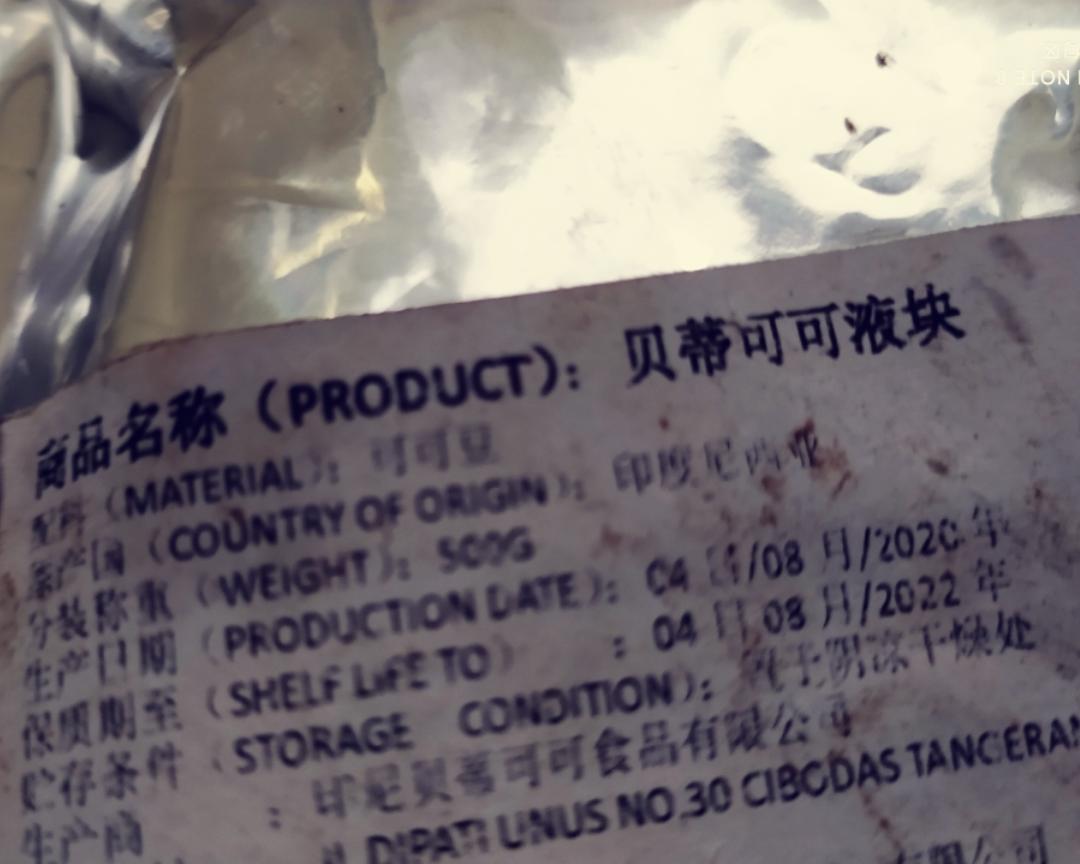 商品名称（PRODUCT）：贝蒂可可液块
配料（MATERIAL）：可可豆
原产国（COUNTRY OF ORIGIN）：印度尼西亚
分装称重（WEIGHT）：500G
生产日期（PRODUCTION DATE）：04 日/08 月/2020 年
保质期至（SHELF LIFE TO）：04 日 08 月/2022 年
贮存条件（STORAGE CONDITION）：置于阴凉干燥处
生产商：印尼贝蒂可可食品有限公司
DIPATI UNUS NO.30 CIBODAS TANGERAN
有限公司